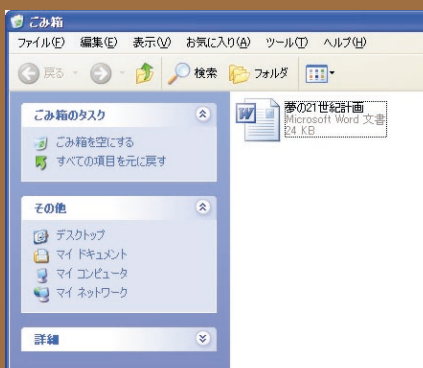 ごみ箱
ファイル(F) 編集(E) 表示(V) お気に入り(A) ツール(T) ヘルプ(H)
戻る 検索 フォルダ
ごみ箱のタスク
ごみ箱を空にする
すべての項目を元に戻す
その他
デスクトップ
マイ ドキュメント
マイ コンピュータ
マイ ネットワーク
詳細
夢の21世紀計画
Microsoft Word 文書
24 KB